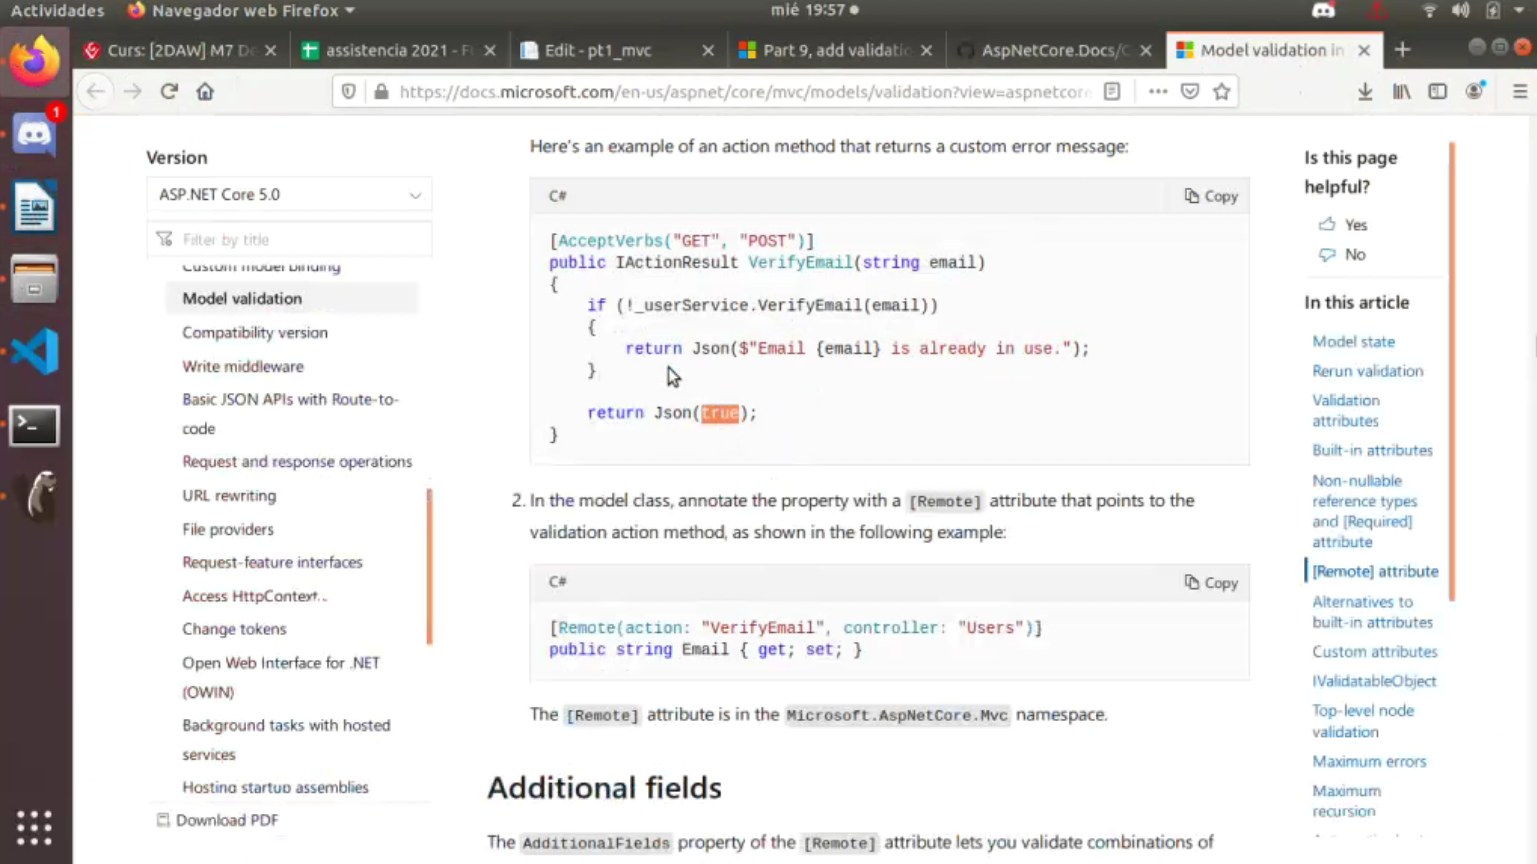 Actividades
Navegador web Firefox
mié 19:57
Curs: [2DAW] M7 De
assistencia 2021 - F
Edit - pt1_mvc
Part 9, add validatio
AspNetCore.Docs/C
Model validation in
https://docs.microsoft.com/en-us/aspnet/core/mvc/models/validation?view=aspnetcor
1
Version
ASP.NET Core 5.0
Filter by title
Custom model binding
Model validation
Compatibility version
Write middleware
Basic JSON APIs with Route-to-
code
Request and response operations
URL rewriting
File providers
Request-feature interfaces
Access HttpContext
Change tokens
Open Web Interface for .NET
(OWIN)
Background tasks with hosted
services
Hosting startup assemblies
Download PDF
Here's an example of an action method that returns a custom error message:
C#
Copy
[AcceptVerbs("GET", "POST")]
public IActionResult VerifyEmail(string email)
{
if (!_userService.VerifyEmail(email))
{
return Json($"Email {email} is already in use.");
}
return Json(true);
}
2. In the model class, annotate the property with a [Remote] attribute that points to the
validation action method, as shown in the following example:
C#
Copy
[Remote(action: "VerifyEmail", controller: "Users")]
public string Email { get; set; }
The [Remote] attribute is in the Microsoft.AspNetCore.Mvc namespace.
Additional fields
The AdditionalFields property of the [Remote] attribute lets you validate combinations of
Is this page
helpful?
Yes
No
In this article
Model state
Rerun validation
Validation
attributes
Built-in attributes
Non-nullable
reference types
and [Required]
attribute
[Remote] attribute
Alternatives to
built-in attributes
Custom attributes
IValidatableObject
Top-level node
validation
Maximum errors
Maximum
recursion